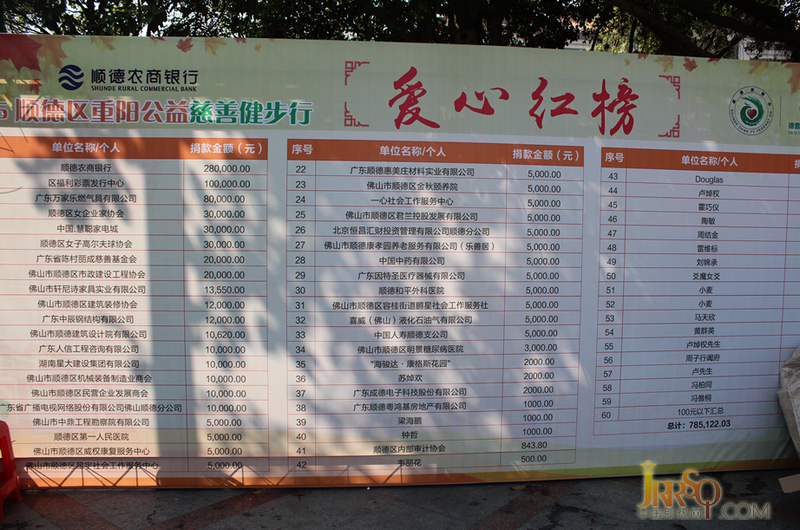 顺德农商银行
SHUNDE RURAL COMMERCIAL BANK
顺德区重阳公益慈善健步行
爱心红榜
单位名称/个人 捐款金额（元）
顺德农商银行 280,000.00
区福利彩票发行中心 100,000.00
广东万家乐燃气具有限公司 80,000.00
顺德区女企业家协会 30,000.00
中国.慧聪家电城 30,000.00
顺德区女子高尔夫球协会 30,000.00
广东省陈村丽成慈善基金会 20,000.00
佛山市顺德区市政建设工程协会 20,000.00
佛山市轩尼诗家具实业有限公司 13,550.00
佛山市顺德区建筑装修协会 12,000.00
广东中辰钢结构有限公司 12,000.00
佛山市顺德建筑设计院有限公司 10,620.00
广东人信工程咨询有限公司 10,000.00
湖南星大建设集团有限公司 10,000.00
佛山市顺德区机械装备制造业商会 10,000.00
佛山市顺德区民营企业发展商会 10,000.00
广东省广播电视网络股份有限公司佛山顺德分公司 10,000.00
佛山市中鼎工程勘察院有限公司 5,000.00
顺德区第一人民医院 5,000.00
佛山市顺德区威权康复服务中心 5,000.00
佛山市顺德区星宇社会工作服务中心 5,000.00
序号 单位名称/个人 捐款金额（元）
22 广东顺德惠美庄材料实业有限公司 5,000.00
23 佛山市顺德区金秋颐养院 5,000.00
24 一心社会工作服务中心 5,000.00
25 佛山市顺德区君兰控股发展有限公司 5,000.00
26 北京恒昌汇财投资管理有限公司顺德分公司 5,000.00
27 佛山市顺德康孝园养老服务有限公司（乐善居） 5,000.00
28 中国中药有限公司 5,000.00
29 广东因特圣医疗器械有限公司 5,000.00
30 顺德和平外科医院 5,000.00
31 佛山市顺德区容桂街道鹏星社会工作服务社 5,000.00
32 喜威（佛山）液化石油气有限公司 5,000.00
33 中国人寿顺德支公司 5,000.00
34 佛山市顺德区明景糖尿病医院 3,000.00
35 “海骏达·康格斯花园” 2000.00
36 苏焯欢 2000.00
37 广东成德电子科技股份有限公司 2000.00
38 广东顺德粤鸿基房地产有限公司 1000.00
39 梁海鹏 1000.00
40 钟哲 1000.00
41 顺德区内部审计协会 843.80
42 韦丽花 500.00
序号 单位名称/个人
43 Douglas
44 卢焯权
45 霍巧仪
46 陶敏
47 周结金
48 雷维标
49 刘锦承
50 爻魔女爻
51 小麦
52 小麦
53 马天欣
54 黄群英
55 卢焯权先生
56 周子行阖府
57 卢先生
58 冯柏同
59 冯倩桐
60 100元以下汇总
总计：785,122.03
JRRSQ.COM